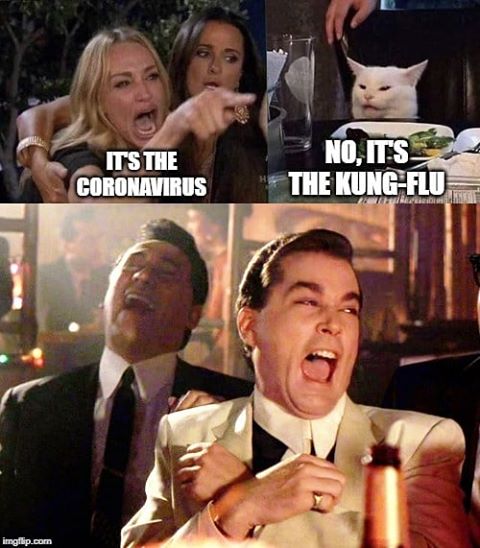 IT'S THE
CORONAVIRUS
NO, IT'S
THE KUNG-FLU
imgflip.com